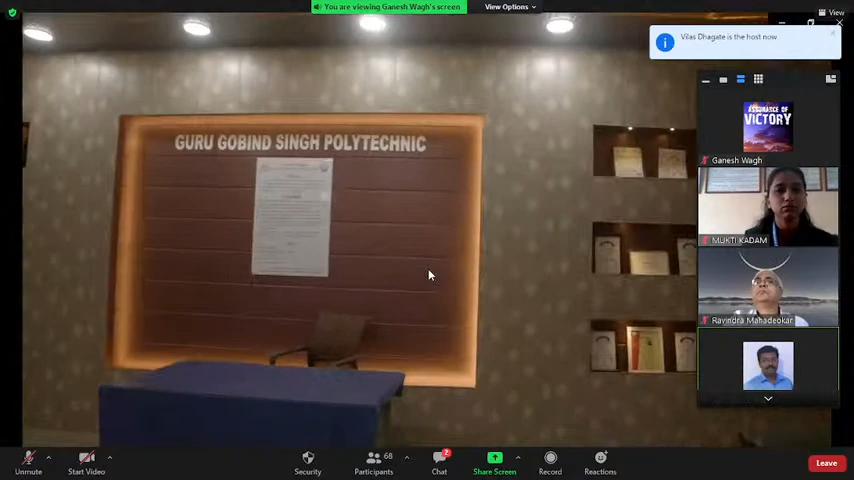 You are viewing Ganesh Wagh's screen
View Options
View
Vilas Dhagate is the host now
GURU GOBIND SINGH POLYTECHNIC
ASSURANCE OF
VICTORY
Ganesh Wagh
MUKTI KADAM
Ravindra Mahadeokar
Unmute
Start Video
Security
68
Participants
2
Chat
Share Screen
Record
Reactions
Leave